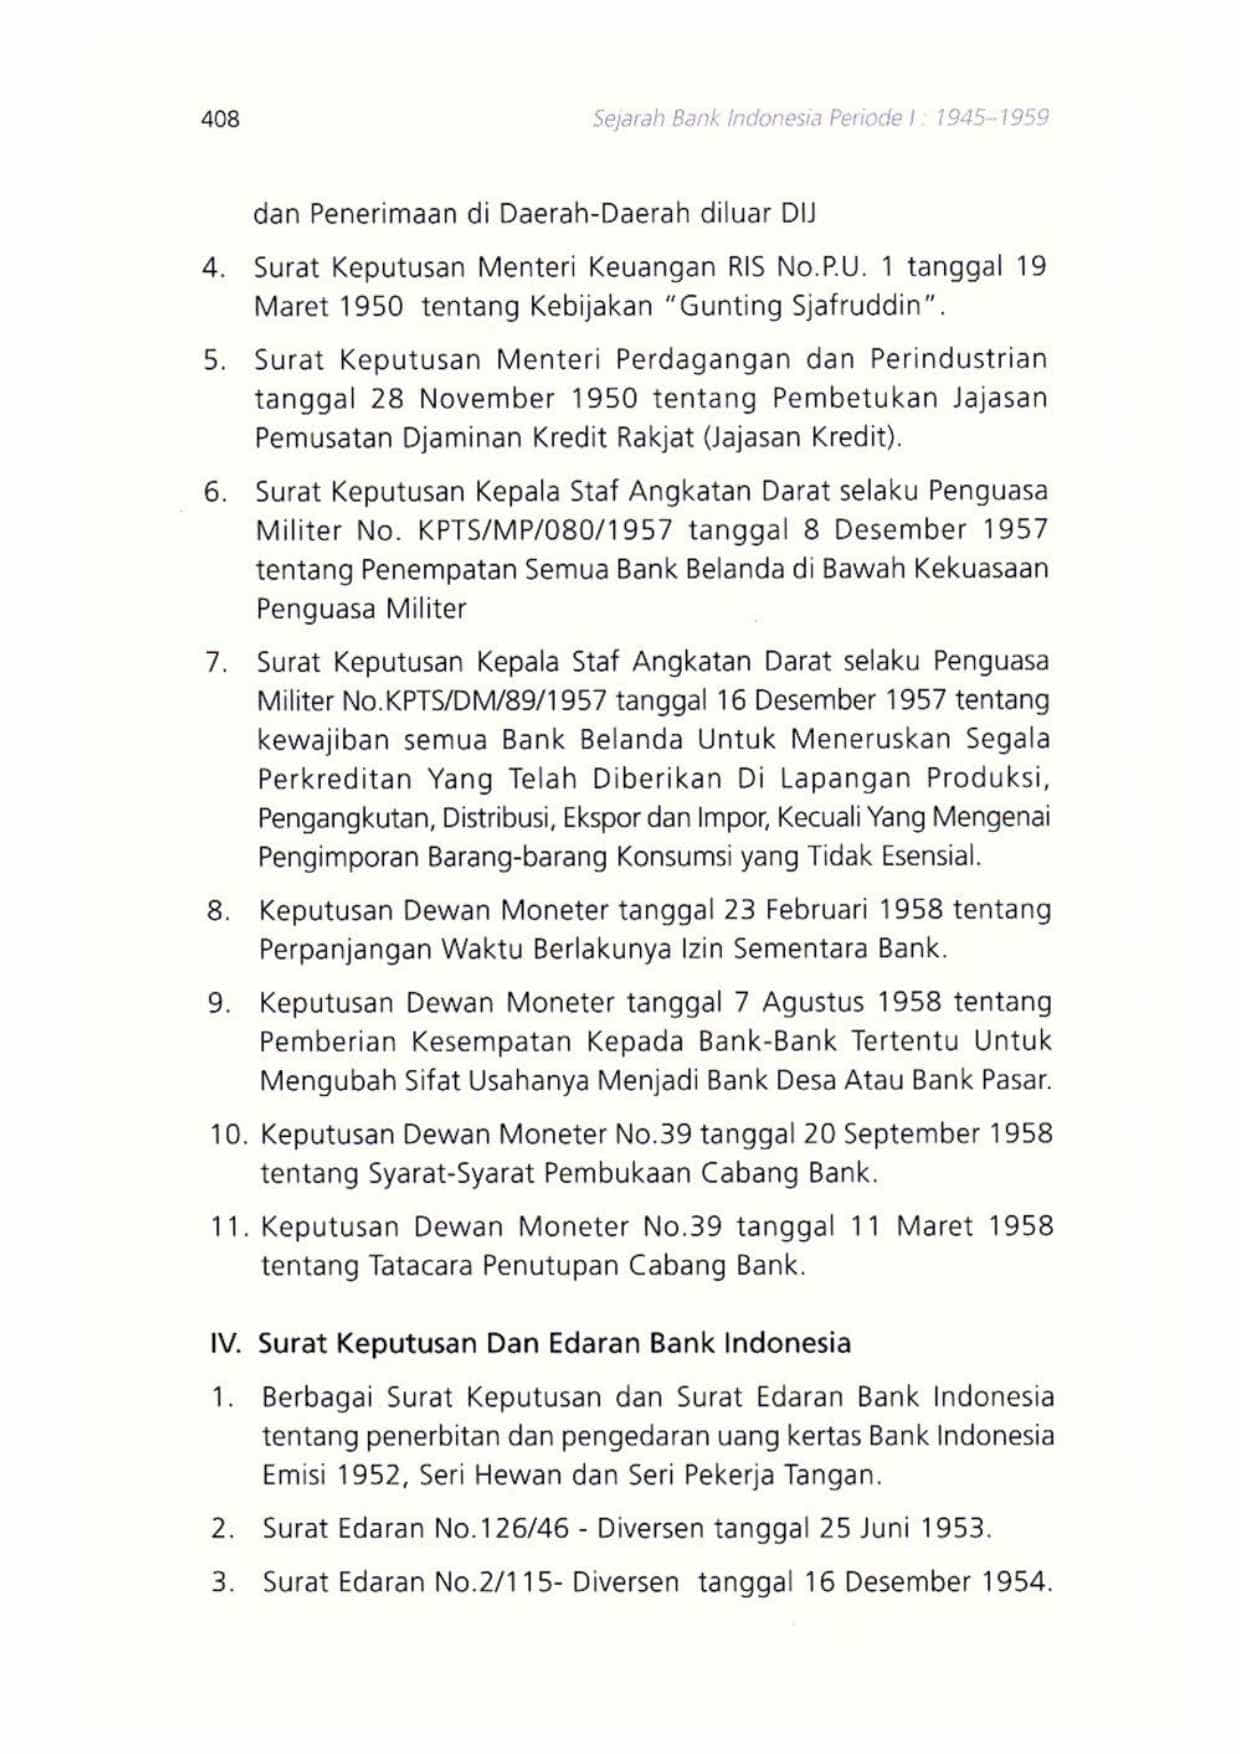 408
Sejarah Bank Indonesia Periode I : 1945–1959
dan Penerimaan di Daerah-Daerah diluar DIJ
4. Surat Keputusan Menteri Keuangan RIS No.P.U. 1 tanggal 19
Maret 1950 tentang Kebijakan "Gunting Sjafruddin".
5. Surat Keputusan Menteri Perdagangan dan Perindustrian
tanggal 28 November 1950 tentang Pembetukan Jajasan
Pemusatan Djaminan Kredit Rakjat (Jajasan Kredit).
6. Surat Keputusan Kepala Staf Angkatan Darat selaku Penguasa
Militer No. KPTS/MP/080/1957 tanggal 8 Desember 1957
tentang Penempatan Semua Bank Belanda di Bawah Kekuasaan
Penguasa Militer
7. Surat Keputusan Kepala Staf Angkatan Darat selaku Penguasa
Militer No.KPTS/DM/89/1957 tanggal 16 Desember 1957 tentang
kewajiban semua Bank Belanda Untuk Meneruskan Segala
Perkreditan Yang Telah Diberikan Di Lapangan Produksi,
Pengangkutan, Distribusi, Ekspor dan Impor, Kecuali Yang Mengenai
Pengimporan Barang-barang Konsumsi yang Tidak Esensial.
8. Keputusan Dewan Moneter tanggal 23 Februari 1958 tentang
Perpanjangan Waktu Berlakunya Izin Sementara Bank.
9. Keputusan Dewan Moneter tanggal 7 Agustus 1958 tentang
Pemberian Kesempatan Kepada Bank-Bank Tertentu Untuk
Mengubah Sifat Usahanya Menjadi Bank Desa Atau Bank Pasar.
10. Keputusan Dewan Moneter No.39 tanggal 20 September 1958
tentang Syarat-Syarat Pembukaan Cabang Bank.
11. Keputusan Dewan Moneter No.39 tanggal 11 Maret 1958
tentang Tatacara Penutupan Cabang Bank.
IV. Surat Keputusan Dan Edaran Bank Indonesia
1. Berbagai Surat Keputusan dan Surat Edaran Bank Indonesia
tentang penerbitan dan pengedaran uang kertas Bank Indonesia
Emisi 1952, Seri Hewan dan Seri Pekerja Tangan.
2. Surat Edaran No.126/46 - Diversen tanggal 25 Juni 1953.
3. Surat Edaran No.2/115- Diversen tanggal 16 Desember 1954.